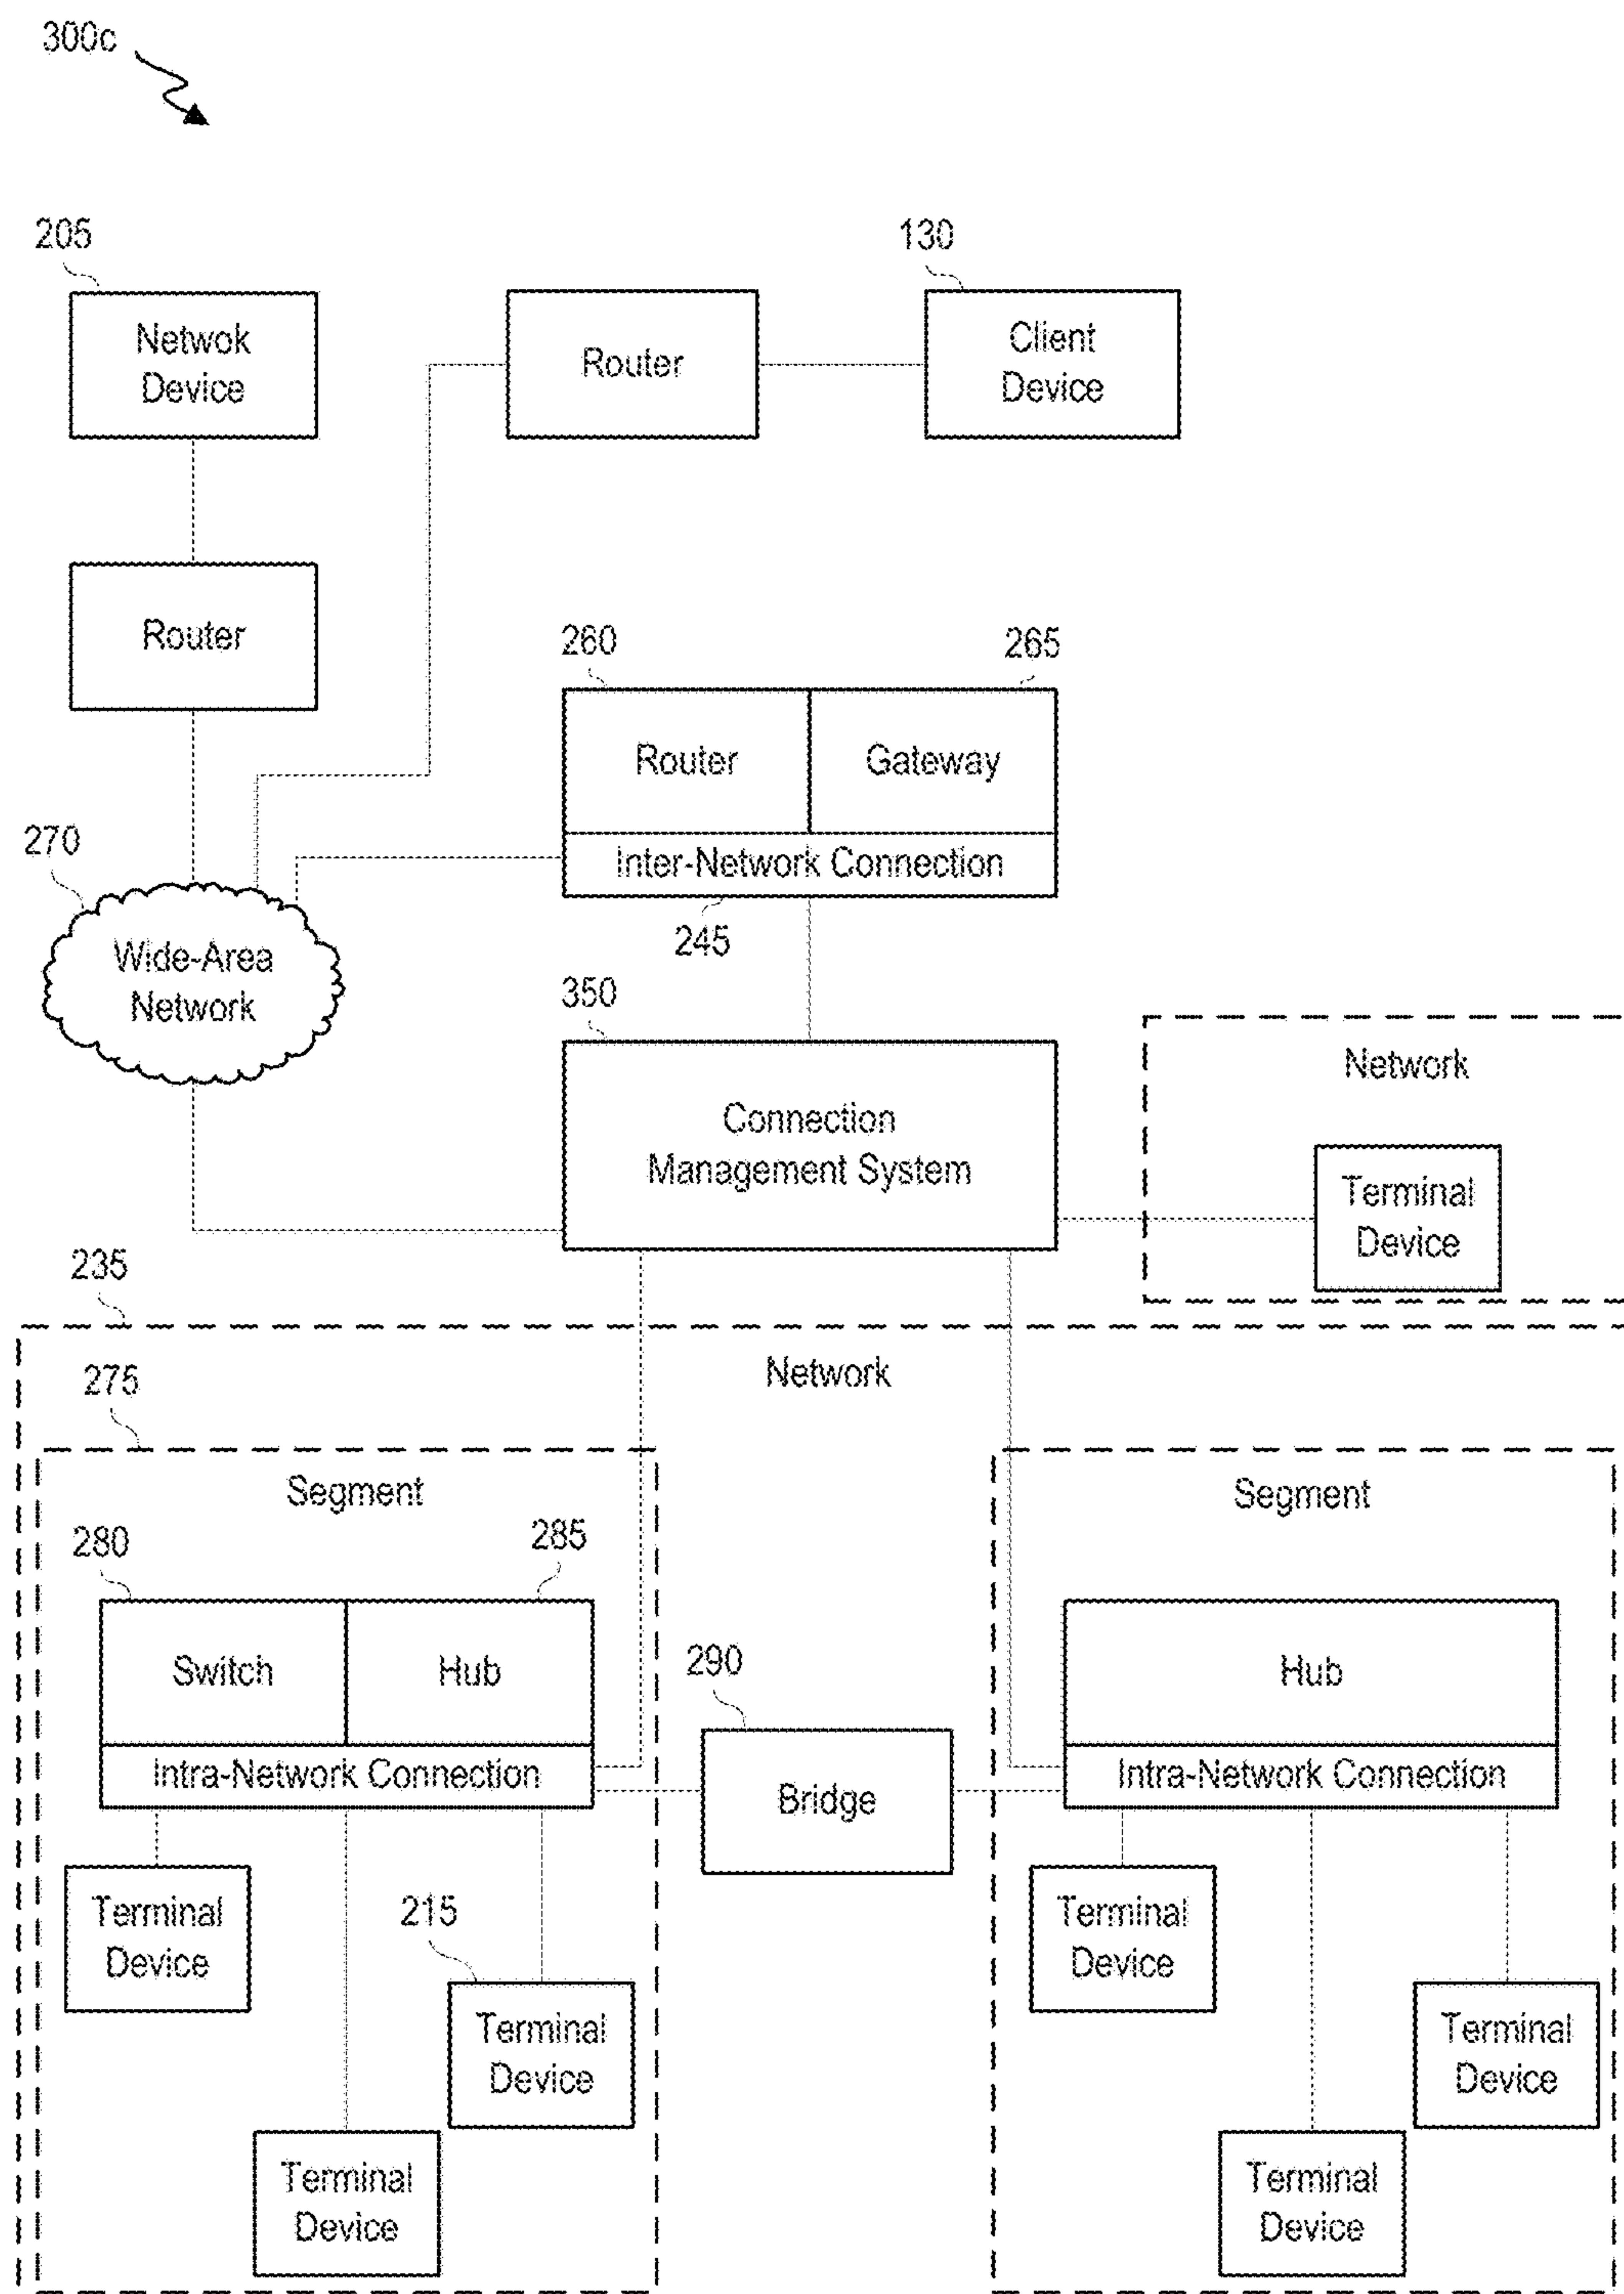 300c
205
130
Netwok
Device
Router
Client
Device
Router
260
265
Router
Gateway
270
Inter-Network Connection
245
Wide-Area
Network
350
Connection
Management System
Network
Terminal
Device
235
Network
275
Segment
Segment
280
285
Switch
Hub
290
Hub
Intra-Network Connection
Bridge
Intra-Network Connection
Terminal
Device
215
Terminal
Device
Terminal
Device
Terminal
Device
Terminal
Device
Terminal
Device